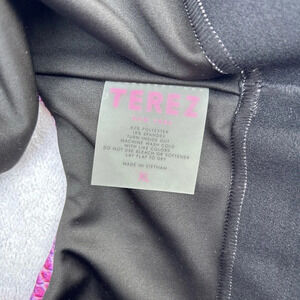 TEREZ
POLYESTER
SPANDEX
TURN INSIDE OUT
MACHINE WASH COLD
WITH LIKE COLORS
DO NOT USE BLEACH OR SOFTENER
LAY FLAT TO DRY
MADE IN VIETNAM